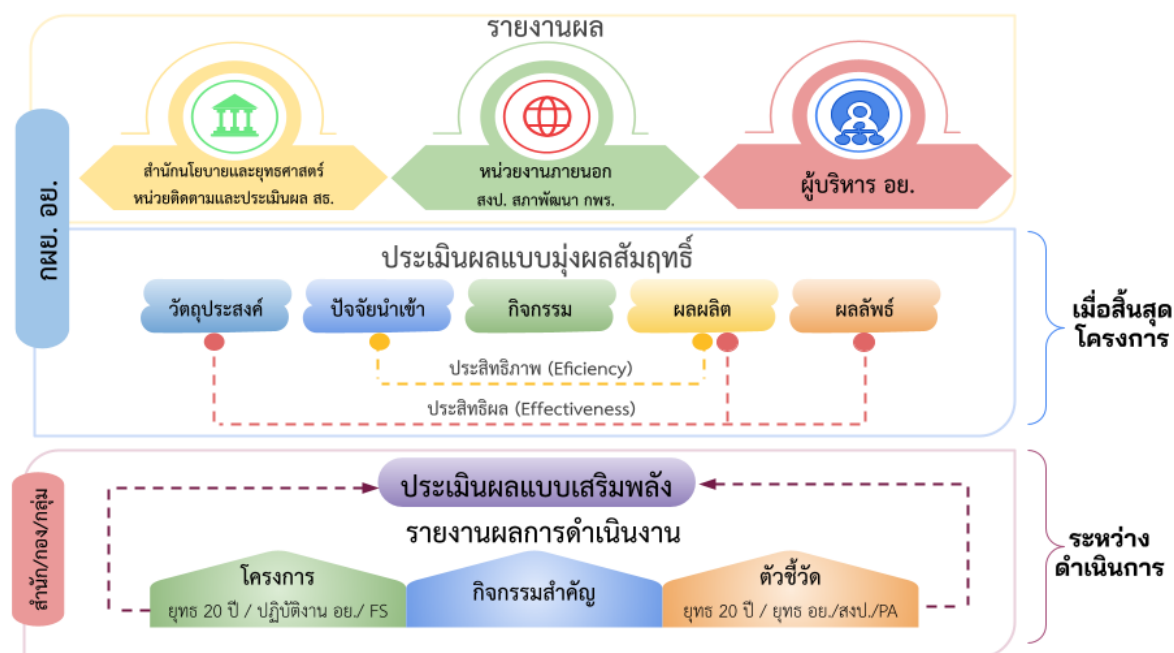 รายงานผล
สำนักนโยบายและยุทธศาสตร์
หน่วยติดตามและประเมินผล สธ.
หน่วยงานภายนอก
สงป. สภาพัฒนา กพร.
ผู้บริหาร อย.
กผย. อย.
ประเมินผลแบบมุ่งผลสัมฤทธิ์
วัตถุประสงค์
ปัจจัยนำเข้า
กิจกรรม
ผลผลิต
ผลลัพธ์
ประสิทธิภาพ (Eficiency)
ประสิทธิผล (Effectiveness)
เมื่อสิ้นสุด
โครงการ
สำนัก/กอง/กลุ่ม
ประเมินผลแบบเสริมพลัง
รายงานผลการดำเนินงาน
โครงการ
ยุทธ 20 ปี / ปฏิบัติงาน อย./ FS
กิจกรรมสำคัญ
ตัวชี้วัด
ยุทธ 20 ปี / ยุทธ อย./สงป./PA
ระหว่าง
ดำเนินการ